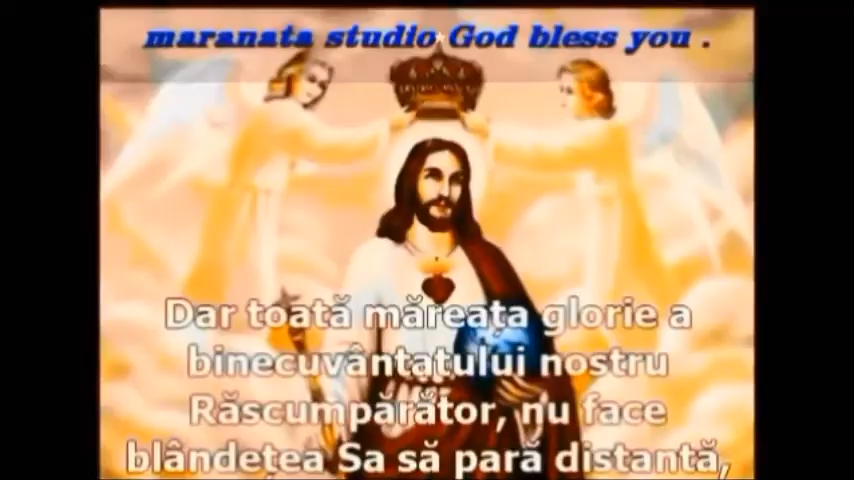 maranata studio God bless you .
Dar toată măreața glorie a
binecuvântatului nostru
Răscumpărător, nu face
blândețea Sa să pară distantă,